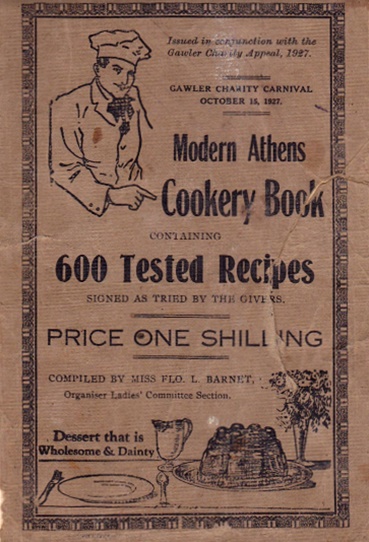 Issued in conjunction with the
Gawler Charity Appeal, 1927.
GAWLER CHARITY CARNIVAL
OCTOBER 15, 1927.
Modern Athens
Cookery Book
CONTAINING
600 Tested Recipes
SIGNED AS TRIED BY THE GIVERS.
PRICE ONE SHILLING
COMPILED BY MISS FLO. L. BARNET,
Organiser Ladies' Committee Section.
Dessert that is
Wholesome & Dainty